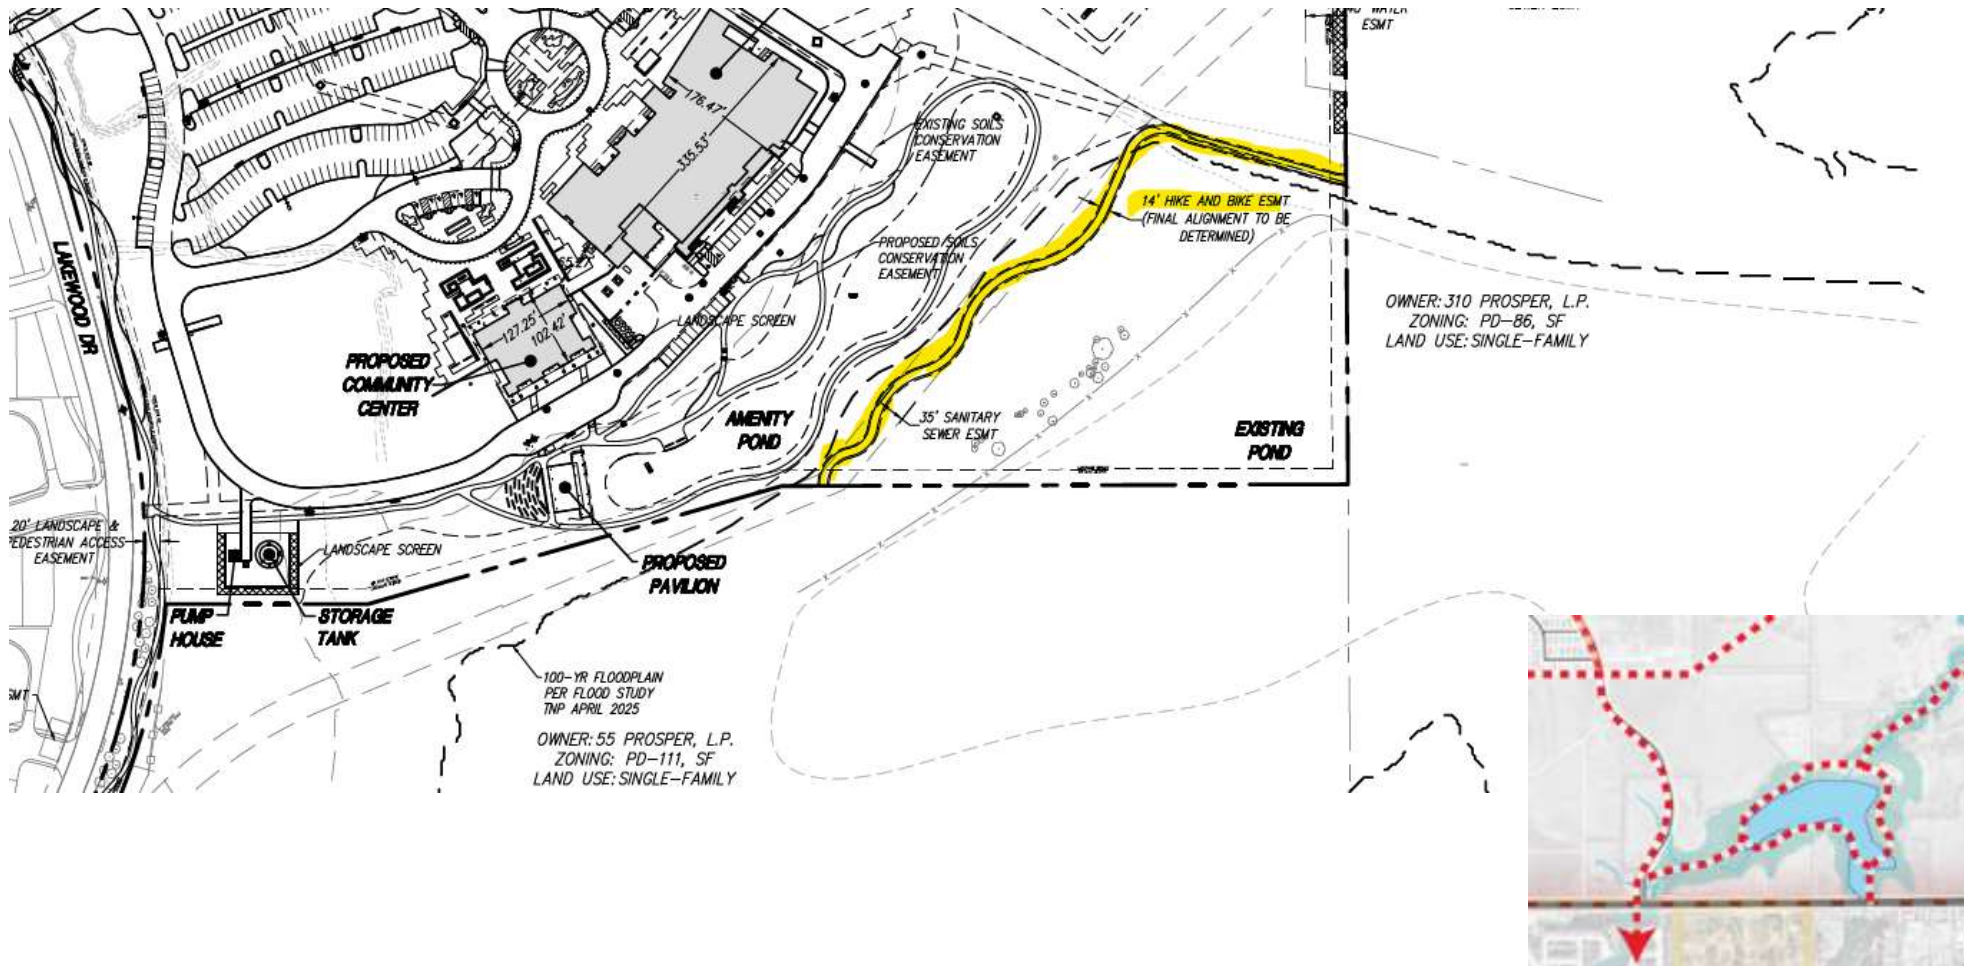 WATER
ESMT
176.47'
335.53'
EXISTING SOILS
CONSERVATION
EASEMENT
14' HIKE AND BIKE ESMT
(FINAL ALIGNMENT TO BE
DETERMINED)
LAKEWOOD DR
PROPOSED SOILS
CONSERVATION
EASEMENT
127.25'
102.42'
LANDSCAPE SCREEN
PROPOSED
COMMUNITY
CENTER
OWNER: 310 PROSPER, L.P.
ZONING: PD-86, SF
LAND USE: SINGLE-FAMILY
AMENITY
POND
35' SANITARY
SEWER ESMT
EXISTING
POND
20' LANDSCAPE &
PEDESTRIAN ACCESS
EASEMENT
LANDSCAPE SCREEN
PROPOSED
PAVILION
PUMP
HOUSE
STORAGE
TANK
100-YR FLOODPLAIN
PER FLOOD STUDY
TNP APRIL 2025
OWNER: 55 PROSPER, L.P.
ZONING: PD-111, SF
LAND USE: SINGLE-FAMILY